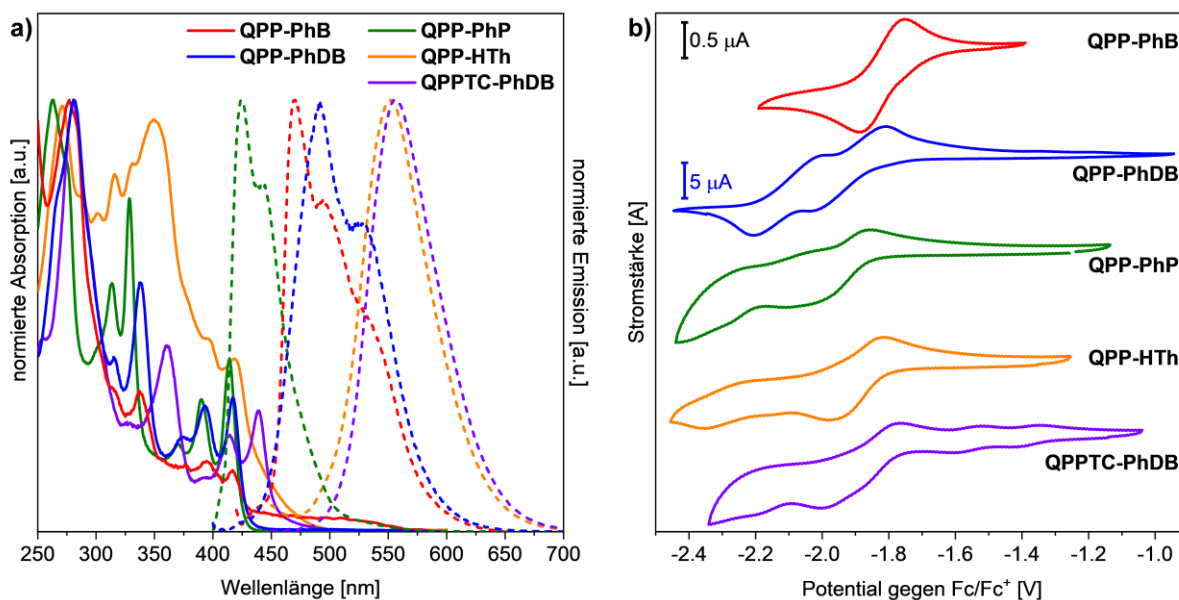 a)
QPP-PhB
QPP-PhDB
QPP-PhP
QPP-HTh
QPPTC-PhDB
normierte Absorption [a.u.]
normierte Emission [a.u.]
250 300 350 400 450 500 550 600 650 700
Wellenlänge [nm]
b)
0.5 µA
QPP-PhB
5 µA
QPP-PhDB
QPP-PhP
QPP-HTh
QPPTC-PhDB
Stromstärke [A]
-2.4 -2.2 -2.0 -1.8 -1.6 -1.4 -1.2 -1.0
Potential gegen Fc/Fc⁺ [V]